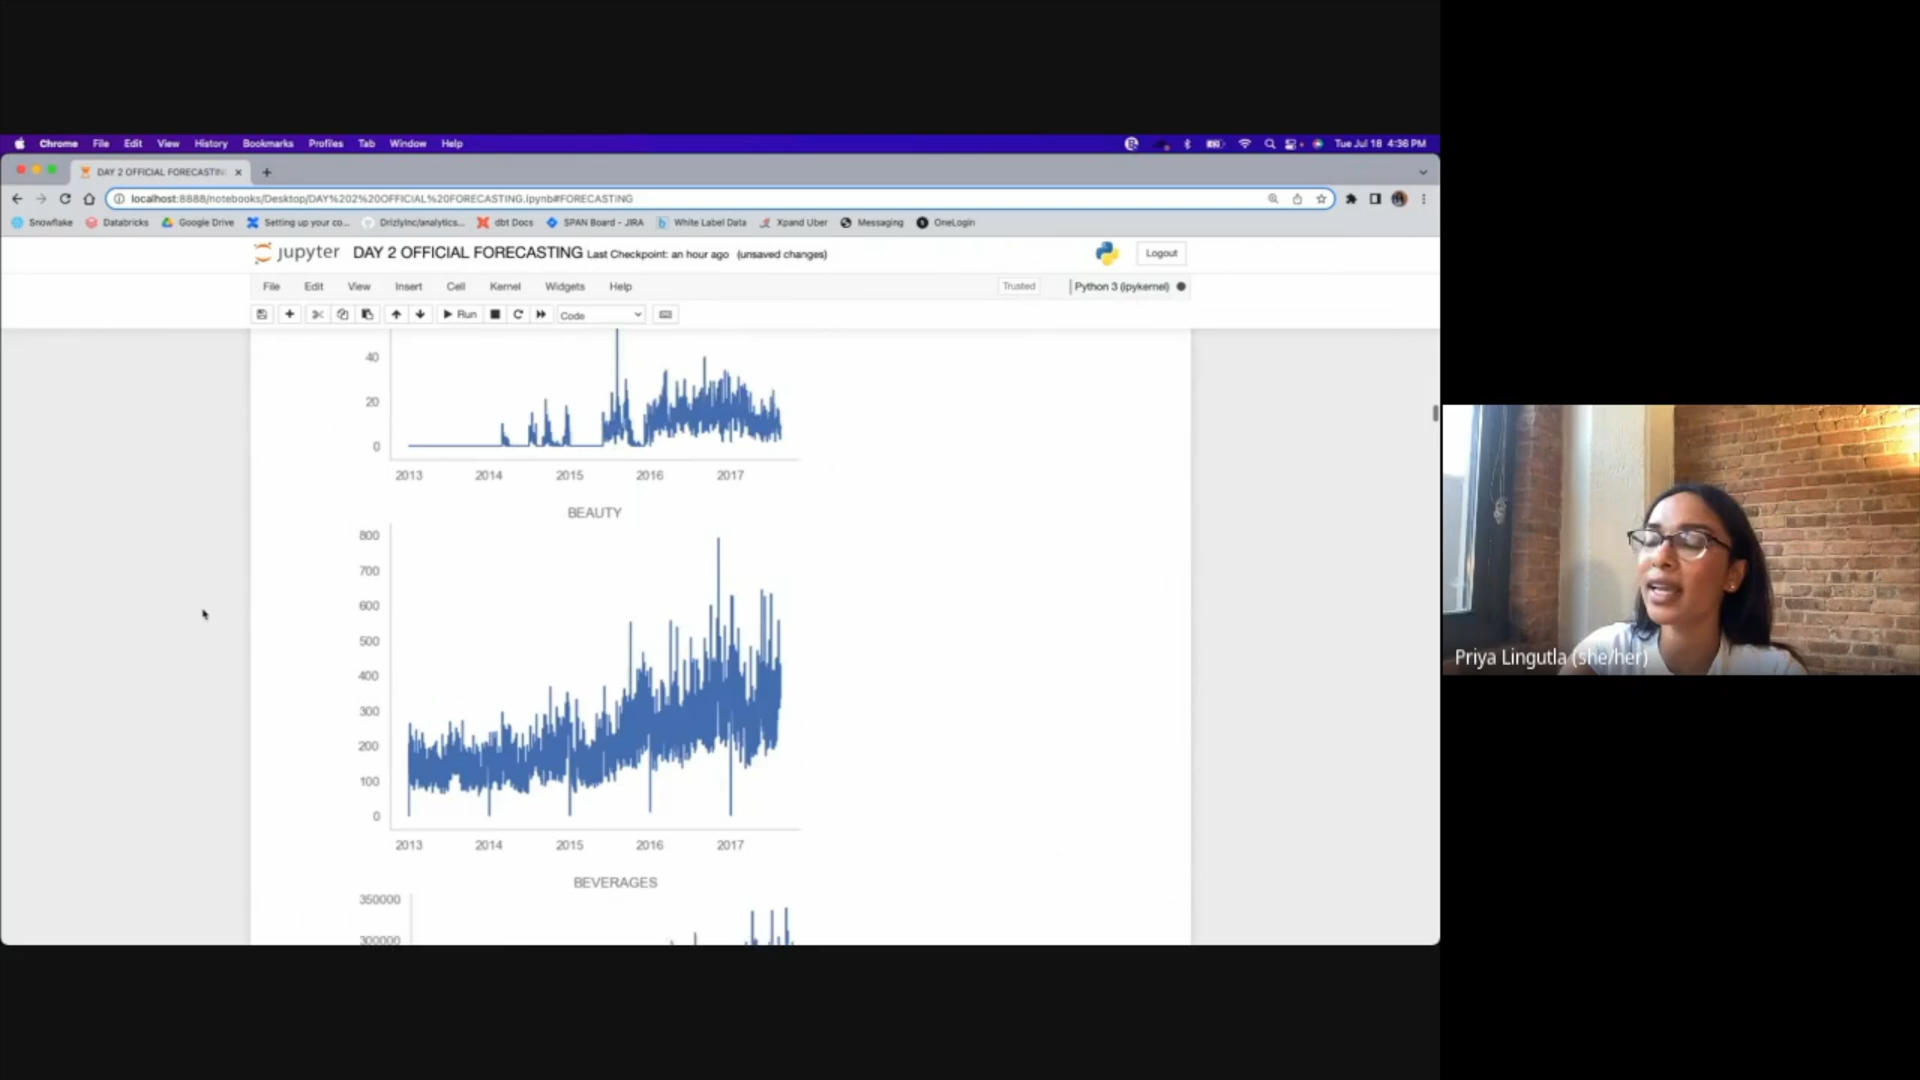 Chrome File Edit View History Bookmarks Profiles Tab Window Help Tue Jul 18 4:36 PM
DAY 2 OFFICIAL FORECASTING
localhost:8888/notebooks/Desktop/DAY%202%20OFFICIAL%20FORECASTING.ipynb#FORECASTING
Snowflake Databricks Google Drive Setting up your co... DrizlyInc/analytics... dbt Docs SPAN Board - JIRA White Label Data Xpand Uber Messaging OneLogin
jupyter DAY 2 OFFICIAL FORECASTING Last Checkpoint: an hour ago (unsaved changes) Logout
File Edit View Insert Cell Kernel Widgets Help Trusted Python 3 (ipykernel)
Run Code
40
20
0
2013 2014 2015 2016 2017
BEAUTY
800
700
600
500
400
300
200
100
0
2013 2014 2015 2016 2017
BEVERAGES
350000
300000
Priya Lingutla (she/her)